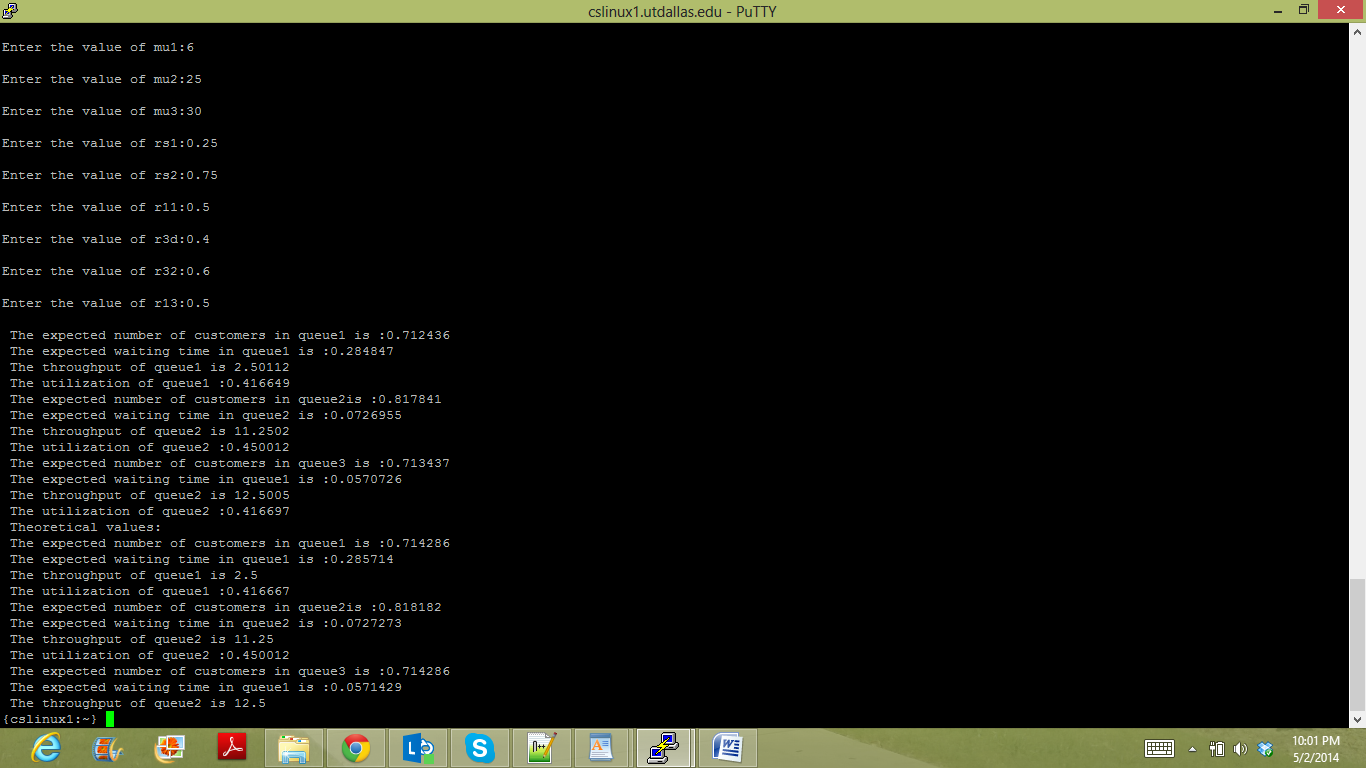 cslinux1.utdallas.edu - PuTTY
Enter the value of mu1:6
Enter the value of mu2:25
Enter the value of mu3:30
Enter the value of rs1:0.25
Enter the value of rs2:0.75
Enter the value of r11:0.5
Enter the value of r3d:0.4
Enter the value of r32:0.6
Enter the value of r13:0.5
The expected number of customers in queue1 is :0.712436
The expected waiting time in queue1 is :0.284847
The throughput of queue1 is 2.50112
The utilization of queue1 :0.416649
The expected number of customers in queue2is :0.817841
The expected waiting time in queue2 is :0.0726955
The throughput of queue2 is 11.2502
The utilization of queue2 :0.450012
The expected number of customers in queue3 is :0.713437
The expected waiting time in queue1 is :0.0570726
The throughput of queue2 is 12.5005
The utilization of queue2 :0.416697
Theoretical values:
The expected number of customers in queue1 is :0.714286
The expected waiting time in queue1 is :0.285714
The throughput of queue1 is 2.5
The utilization of queue1 :0.416667
The expected number of customers in queue2is :0.818182
The expected waiting time in queue2 is :0.0727273
The throughput of queue2 is 11.25
The utilization of queue2 :0.450012
The expected number of customers in queue3 is :0.714286
The expected waiting time in queue1 is :0.0571429
The throughput of queue2 is 12.5
{cslinux1:~}
10:01 PM
5/2/2014